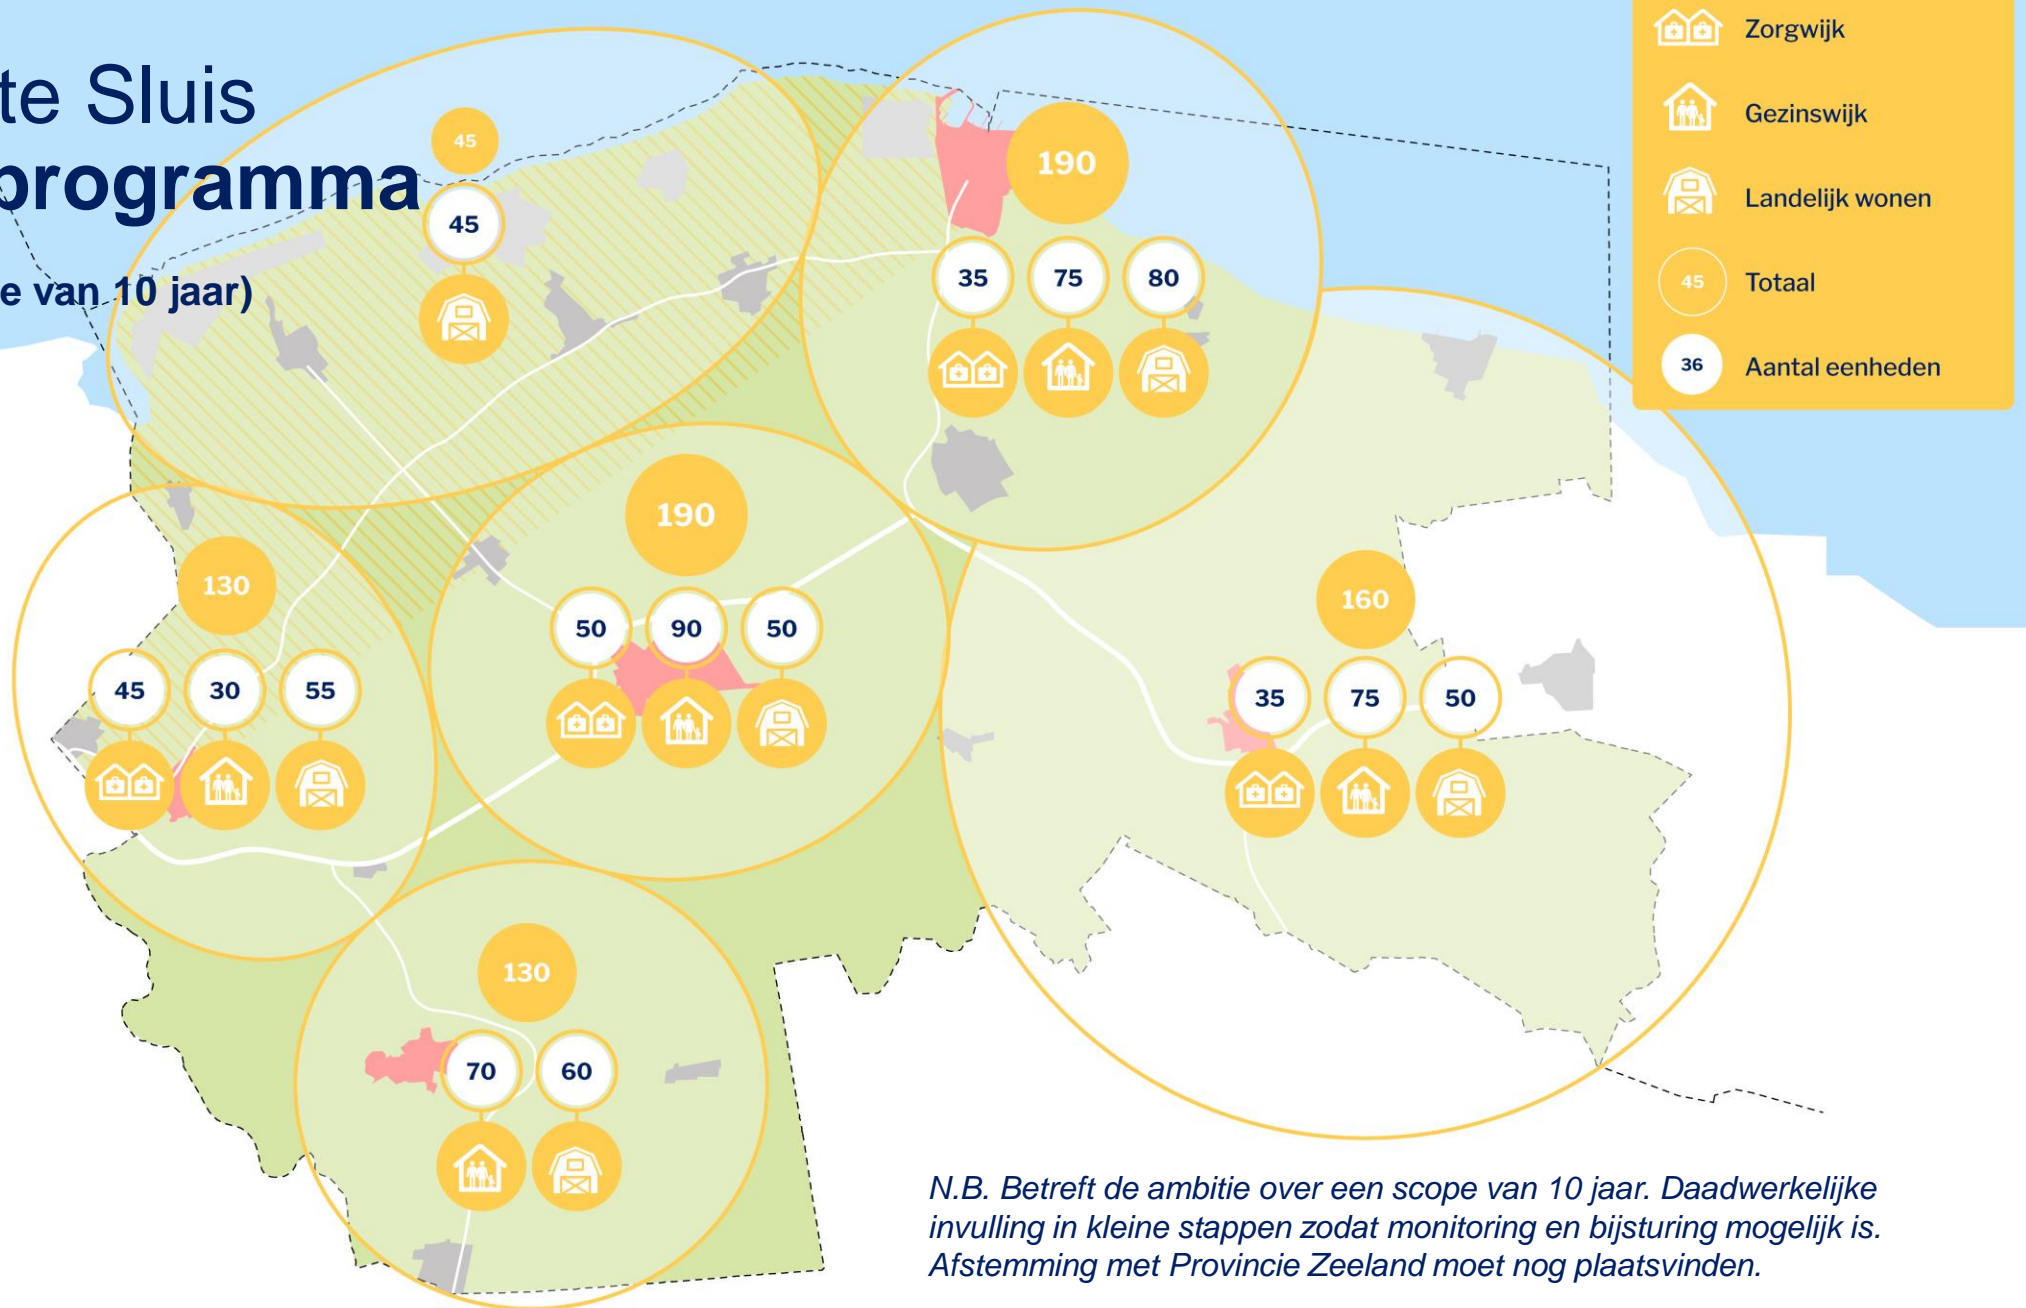 te Sluis
programma
e van 10 jaar)
Zorgwijk
Gezinswijk
Landelijk wonen
45 Totaal
36 Aantal eenheden
45
45
190
35 75 80
190
50 90 50
130
45 30 55
160
35 75 50
130
70 60
N.B. Betreft de ambitie over een scope van 10 jaar. Daadwerkelijke
invulling in kleine stappen zodat monitoring en bijsturing mogelijk is.
Afstemming met Provincie Zeeland moet nog plaatsvinden.